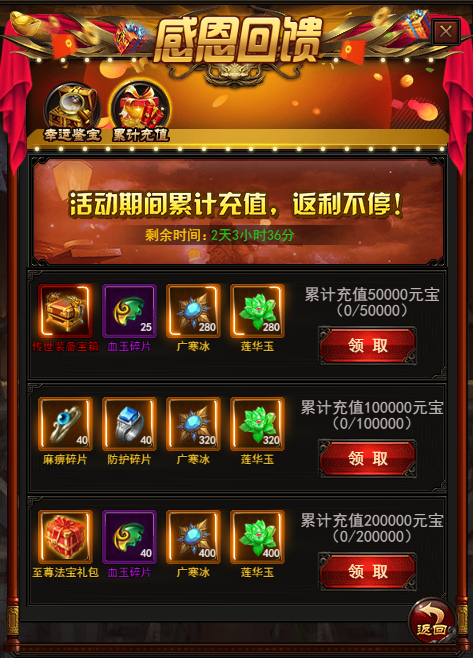 感恩回馈
幸运鉴宝 累计充值
活动期间累计充值，返利不停！
剩余时间：2天3小时36分
累计充值50000元宝
（0/50000）
25 280 280
领取
传世装备宝箱 血玉碎片 广寒冰 莲华玉
累计充值100000元宝
（0/100000）
40 40 320 320
领取
麻痹碎片 防护碎片 广寒冰 莲华玉
累计充值200000元宝
（0/200000）
40 400 400
领取
至尊法宝礼包 血玉碎片 广寒冰 莲华玉
返回